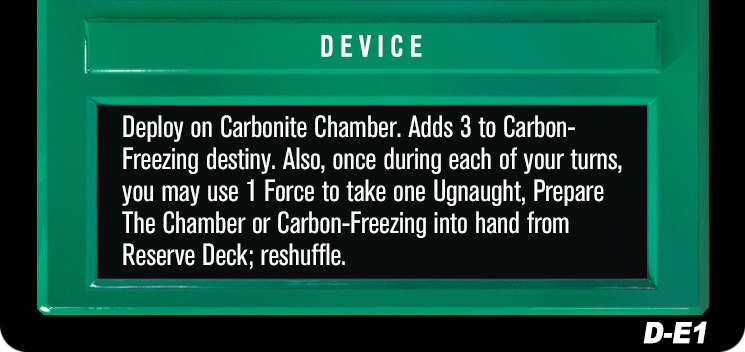 DEVICE
Deploy on Carbonite Chamber. Adds 3 to Carbon-
Freezing destiny. Also, once during each of your turns,
you may use 1 Force to take one Ugnaught, Prepare
The Chamber or Carbon-Freezing into hand from
Reserve Deck; reshuffle.
D-E1